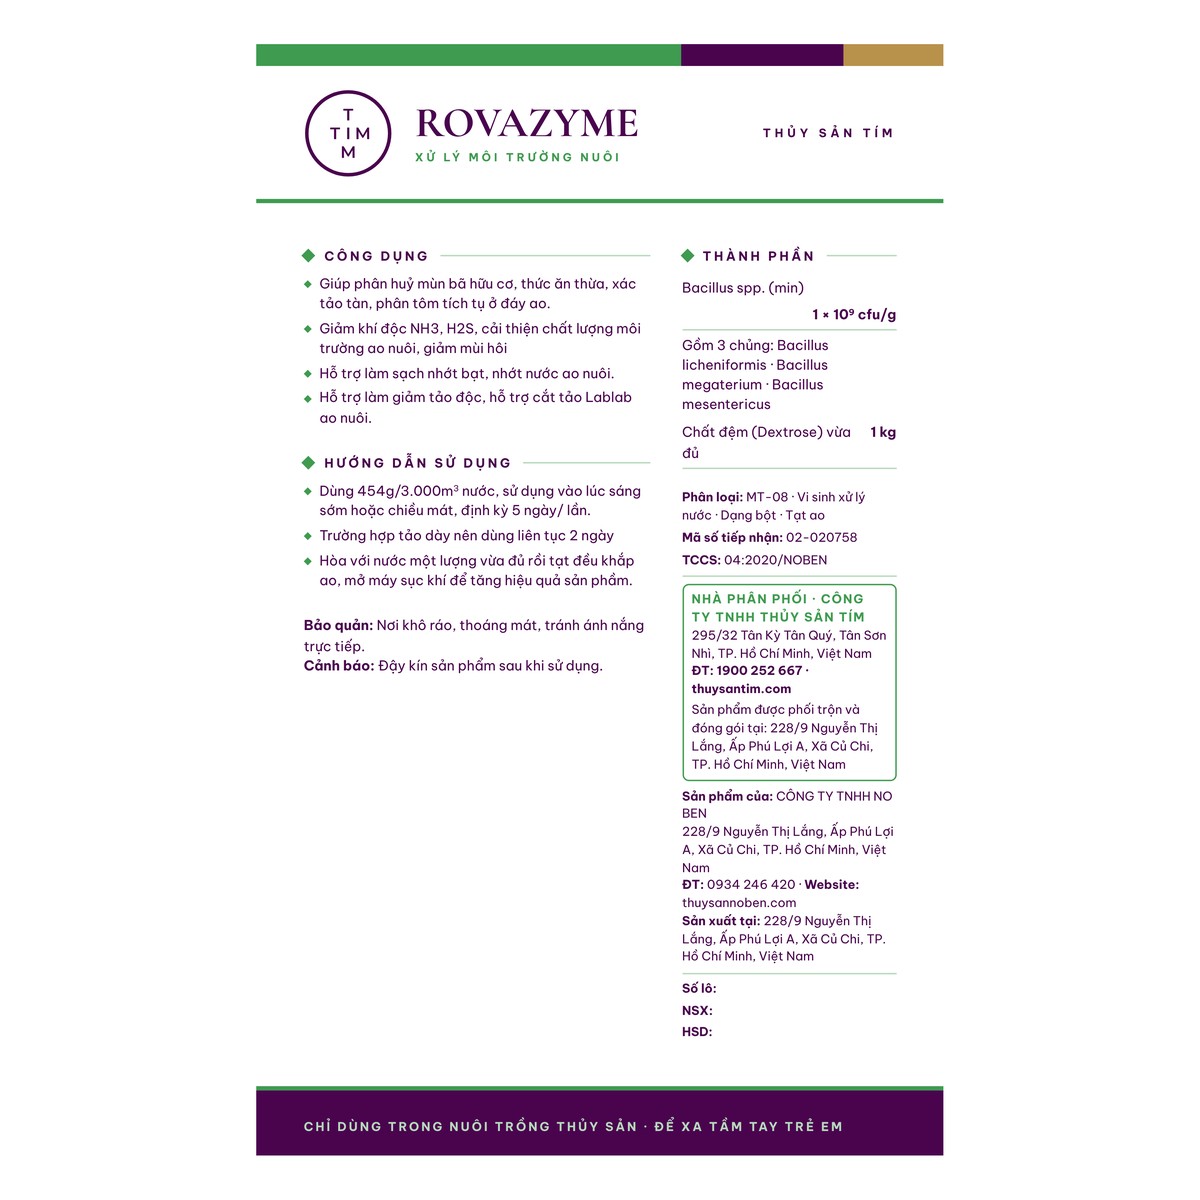 T
TIM
M
ROVAZYME
XỬ LÝ MÔI TRƯỜNG NUÔI
THỦY SẢN TÍM
CÔNG DỤNG
Giúp phân huỷ mùn bã hữu cơ, thức ăn thừa, xác
tảo tàn, phân tôm tích tụ ở đáy ao.
Giảm khí độc NH3, H2S, cải thiện chất lượng môi
trường ao nuôi, giảm mùi hôi
Hỗ trợ làm sạch nhớt bạt, nhớt nước ao nuôi.
Hỗ trợ làm giảm tảo độc, hỗ trợ cắt tảo Lablab
ao nuôi.
HƯỚNG DẪN SỬ DỤNG
Dùng 454g/3.000m³ nước, sử dụng vào lúc sáng
sớm hoặc chiều mát, định kỳ 5 ngày/ lần.
Trường hợp tảo dày nên dùng liên tục 2 ngày
Hòa với nước một lượng vừa đủ rồi tạt đều khắp
ao, mở máy sục khí để tăng hiệu quả sản phẩm.
Bảo quản: Nơi khô ráo, thoáng mát, tránh ánh nắng
trực tiếp.
Cảnh báo: Đậy kín sản phẩm sau khi sử dụng.
THÀNH PHẦN
Bacillus spp. (min)
1 × 10⁹ cfu/g
Gồm 3 chủng: Bacillus
licheniformis · Bacillus
megaterium · Bacillus
mesentericus
Chất đệm (Dextrose) vừa 1 kg
đủ
Phân loại: MT-08 · Vi sinh xử lý
nước · Dạng bột · Tạt ao
Mã số tiếp nhận: 02-020758
TCCS: 04:2020/NOBEN
NHÀ PHÂN PHỐI · CÔNG
TY TNHH THỦY SẢN TÍM
295/32 Tân Kỳ Tân Quý, Tân Sơn
Nhì, TP. Hồ Chí Minh, Việt Nam
ĐT: 1900 252 667 ·
thuysantim.com
Sản phẩm được phối trộn và
đóng gói tại: 228/9 Nguyễn Thị
Lắng, Ấp Phú Lợi A, Xã Củ Chi,
TP. Hồ Chí Minh, Việt Nam
Sản phẩm của: CÔNG TY TNHH NO
BEN
228/9 Nguyễn Thị Lắng, Ấp Phú Lợi
A, Xã Củ Chi, TP. Hồ Chí Minh, Việt
Nam
ĐT: 0934 246 420 · Website:
thuysannoben.com
Sản xuất tại: 228/9 Nguyễn Thị
Lắng, Ấp Phú Lợi A, Xã Củ Chi, TP.
Hồ Chí Minh, Việt Nam
Số lô:
NSX:
HSD:
CHỈ DÙNG TRONG NUÔI TRỒNG THỦY SẢN · ĐỂ XA TẦM TAY TRẺ EM